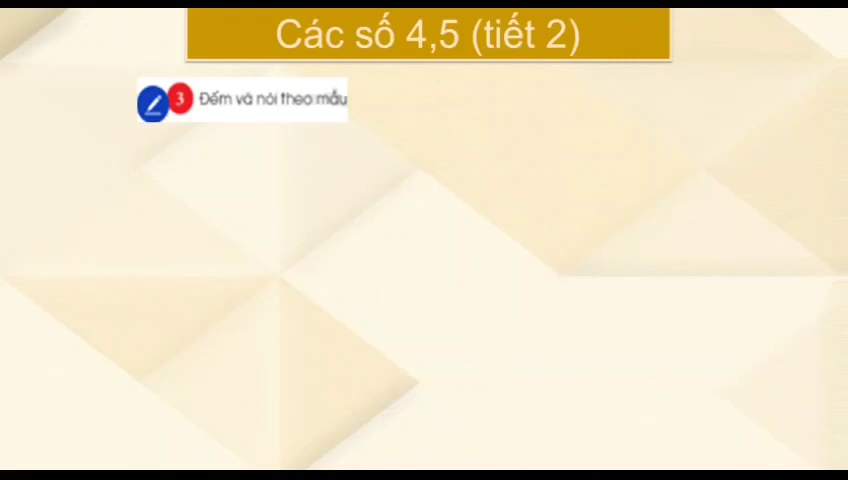 Các số 4,5 (tiết 2)
3 Đếm và nói theo mẫu